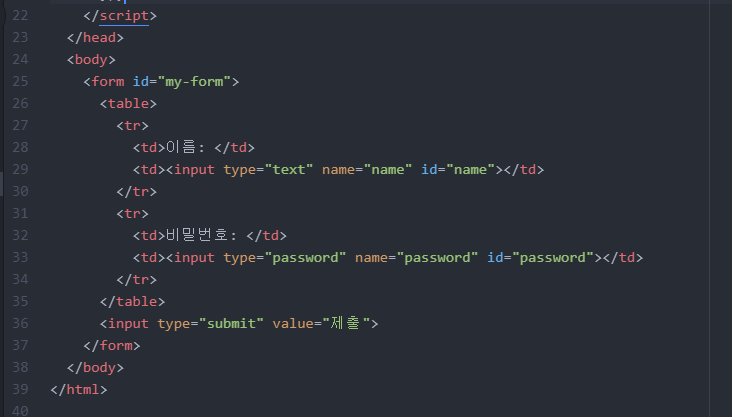 22 </script>
23 </head>
24 <body>
25 <form id="my-form">
26 <table>
27 <tr>
28 <td>이름: </td>
29 <td><input type="text" name="name" id="name"></td>
30 </tr>
31 <tr>
32 <td>비밀번호: </td>
33 <td><input type="password" name="password" id="password"></td>
34 </tr>
35 </table>
36 <input type="submit" value="제출">
37 </form>
38 </body>
39 </html>
40